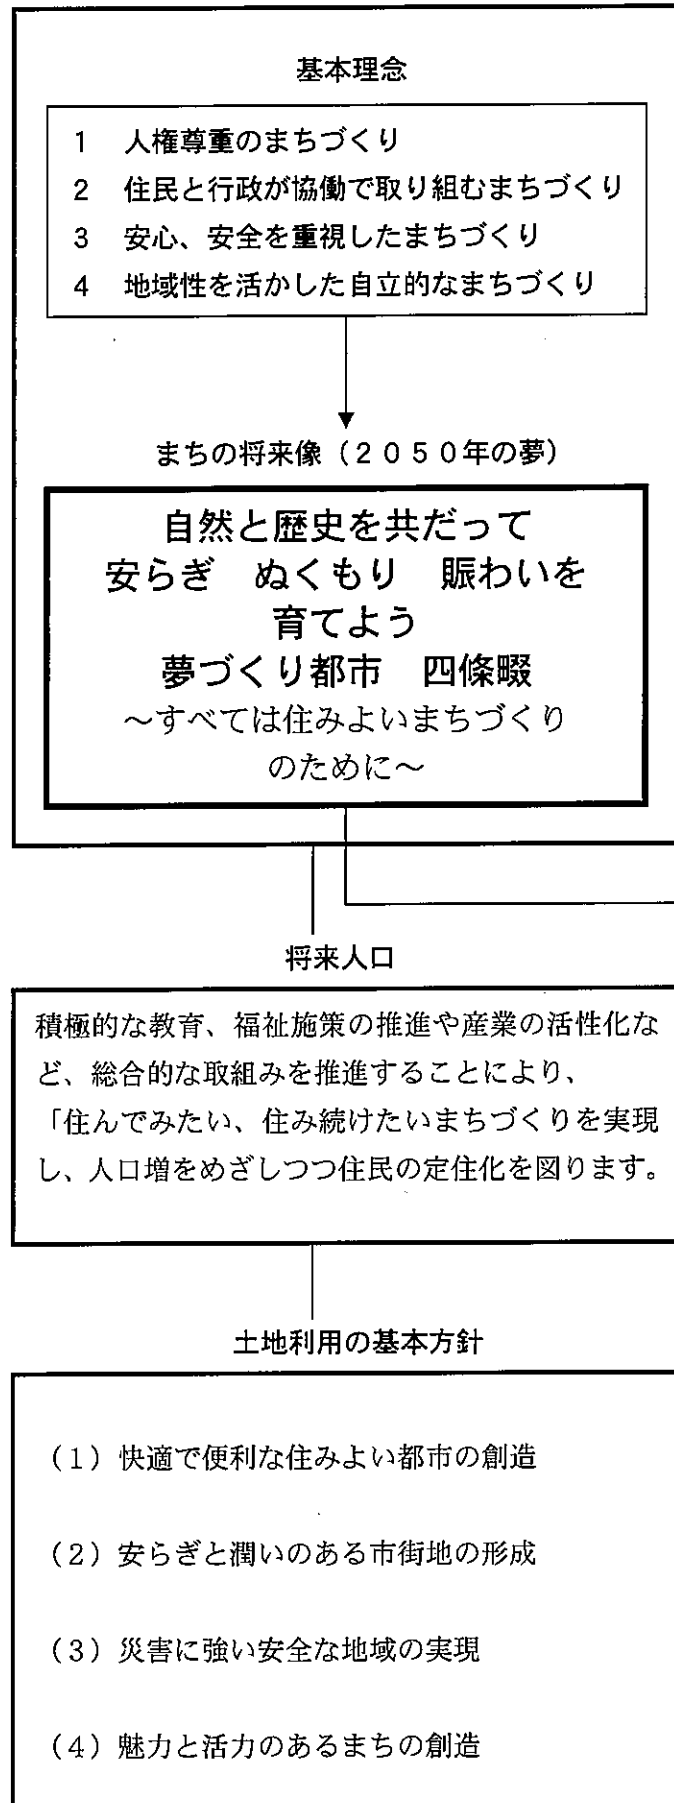 基本理念
1 人権尊重のまちづくり
2 住民と行政が協働で取り組むまちづくり
3 安心、安全を重視したまちづくり
4 地域性を活かした自立的なまちづくり
まちの将来像(2050年の夢)
自然と歴史を共だって
安らぎ ぬくもり 賑わいを
育てよう
夢づくり都市 四條畷
~すべては住みよいまちづくり
のために~
将来人口
積極的な教育、福祉施策の推進や産業の活性化な
ど、総合的な取組みを推進することにより、
「住んでみたい、住み続けたいまちづくりを実現
し、人口増をめざしつつ住民の定住化を図ります。
土地利用の基本方針
(1)快適で便利な住みよい都市の創造
(2)安らぎと潤いのある市街地の形成
(3)災害に強い安全な地域の実現
(4)魅力と活力のあるまちの創造